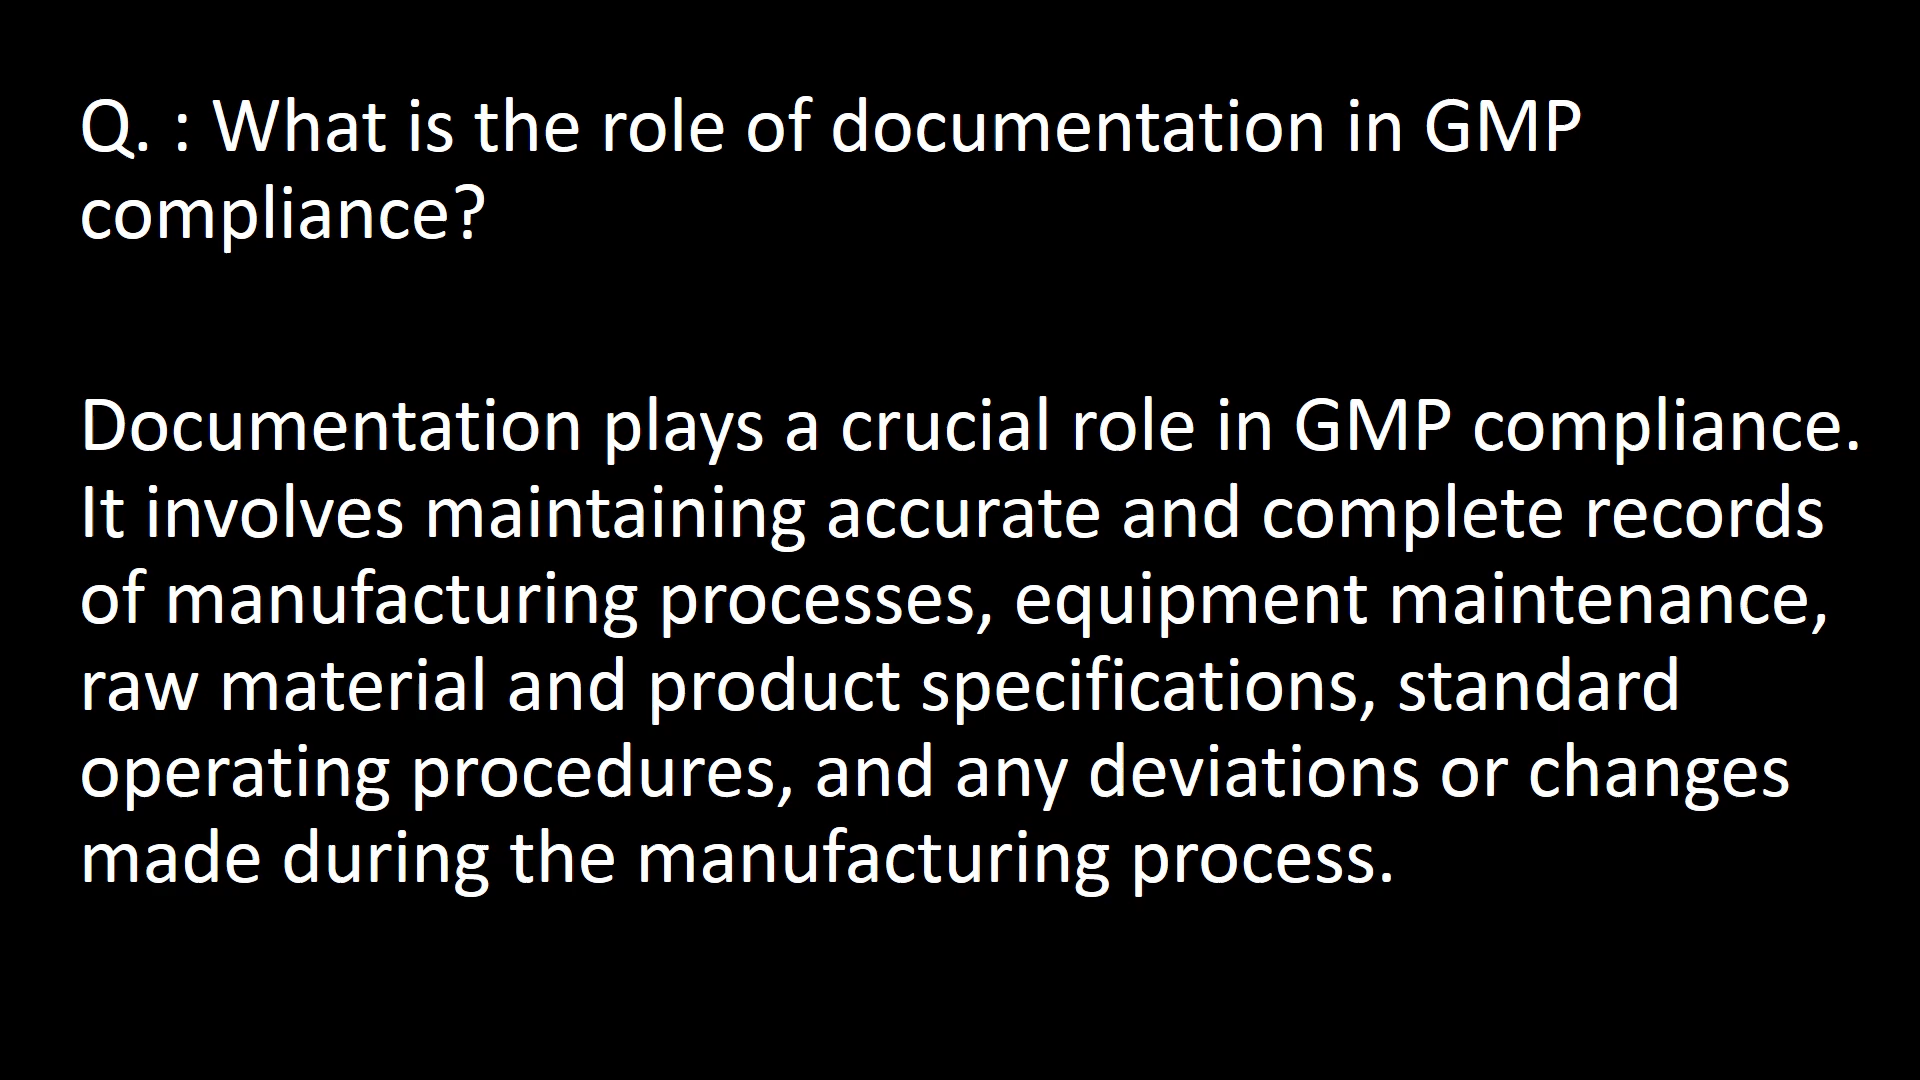 Q. : What is the role of documentation in GMP
compliance?
Documentation plays a crucial role in GMP compliance.
It involves maintaining accurate and complete records
of manufacturing processes, equipment maintenance,
raw material and product specifications, standard
operating procedures, and any deviations or changes
made during the manufacturing process.